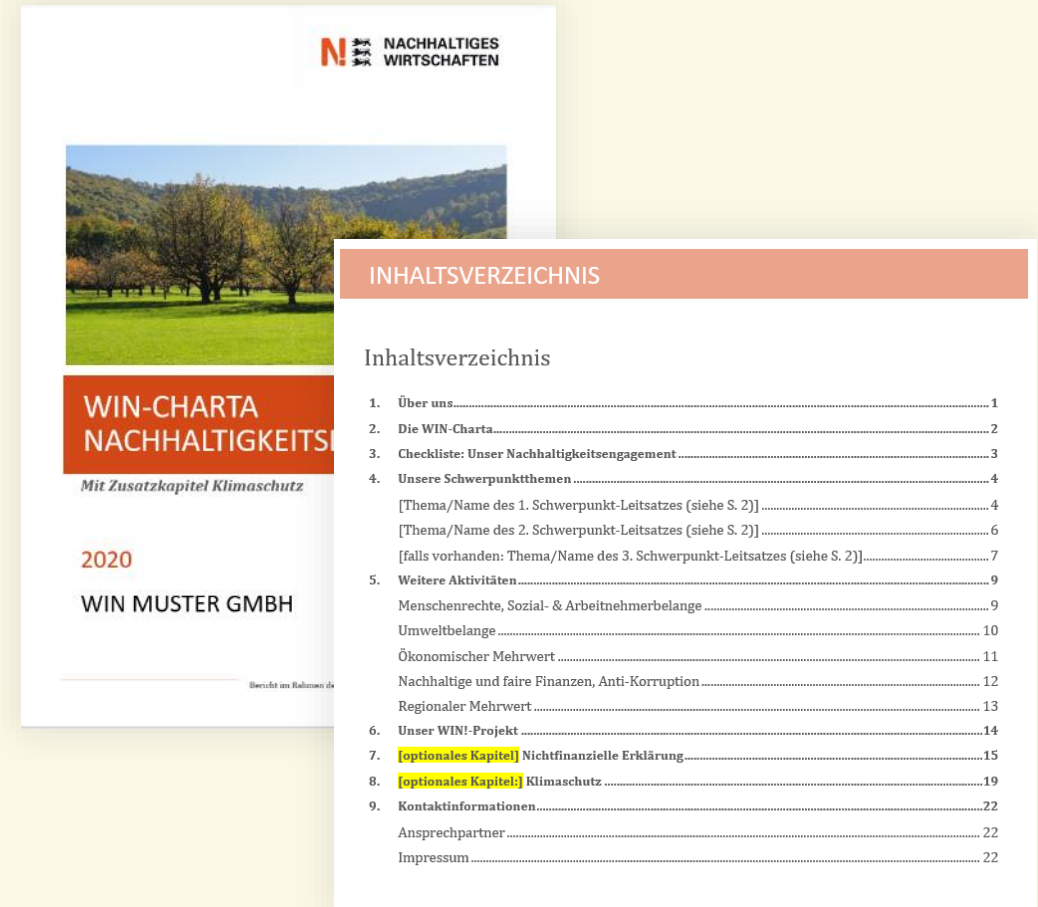 NACHHALTIGES
WIRTSCHAFTEN
WIN-CHARTA
NACHHALTIGKEITS
Mit Zusatzkapitel Klimaschutz
2020
WIN MUSTER GMBH
Bericht im Rahmen de
INHALTSVERZEICHNIS
Inhaltsverzeichnis
1. Über uns 1
2. Die WIN-Charta 2
3. Checkliste: Unser Nachhaltigkeitsengagement 3
4. Unsere Schwerpunktthemen 4
[Thema/Name des 1. Schwerpunkt-Leitsatzes (siehe S. 2)] 4
[Thema/Name des 2. Schwerpunkt-Leitsatzes (siehe S. 2)] 6
[falls vorhanden: Thema/Name des 3. Schwerpunkt-Leitsatzes (siehe S. 2)] 7
5. Weitere Aktivitäten 9
Menschenrechte, Sozial- & Arbeitnehmerbelange 9
Umweltbelange 10
Ökonomischer Mehrwert 11
Nachhaltige und faire Finanzen, Anti-Korruption 12
Regionaler Mehrwert 13
6. Unser WIN!-Projekt 14
7. [optionales Kapitel] Nichtfinanzielle Erklärung 15
8. [optionales Kapitel:] Klimaschutz 19
9. Kontaktinformationen 22
Ansprechpartner 22
Impressum 22